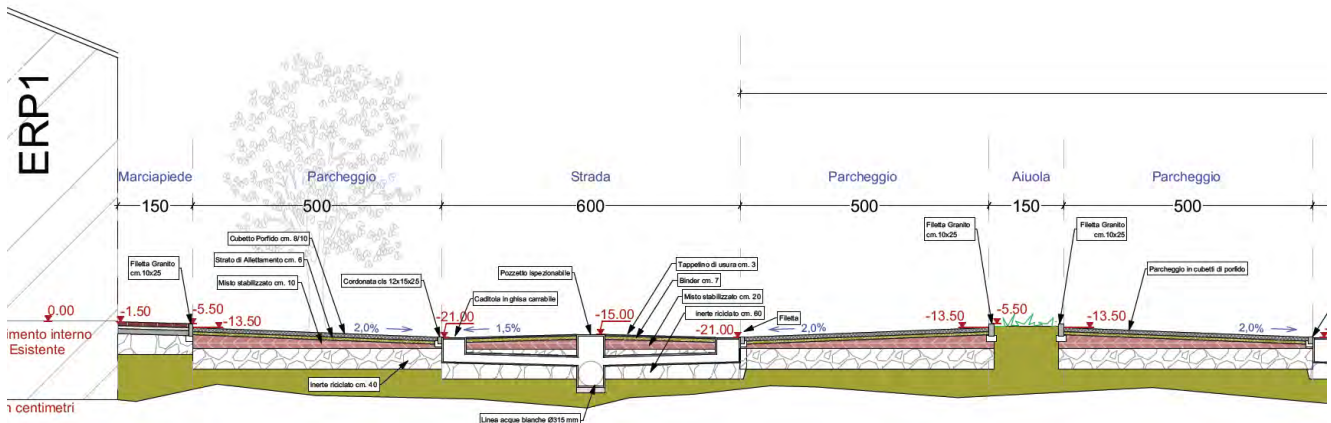 ERP1
Marciapiede
Parcheggio
Strada
Parcheggio
Aiuola
Parcheggio
150
500
600
500
150
500
Filetta Granito
cm.10x25
Filetta Granito
cm.10x25
Cubetto Porfido cm. 8/10
Strato di Allettamento cm. 6
Misto stabilizzato cm. 10
Filetta Granito
cm.10x25
Cordonata cls 12x15x25
Pozzetto ispezionabile
Caditoia in ghisa carrabile
Tappetino di usura cm. 3
Binder cm. 7
Misto stabilizzato cm. 20
inerte riciclato cm. 60
Filetta
Parcheggio in cubetti di porfido
0.00
-1.50
-5.50
-13.50
2,0%
-21.00
1,5%
-15.00
-21.00
2,0%
-13.50
-5.50
-13.50
2,0%
imento interno
Esistente
Inerte riciclato cm. 40
n centimetri
Linea acque bianche Ø315 mm